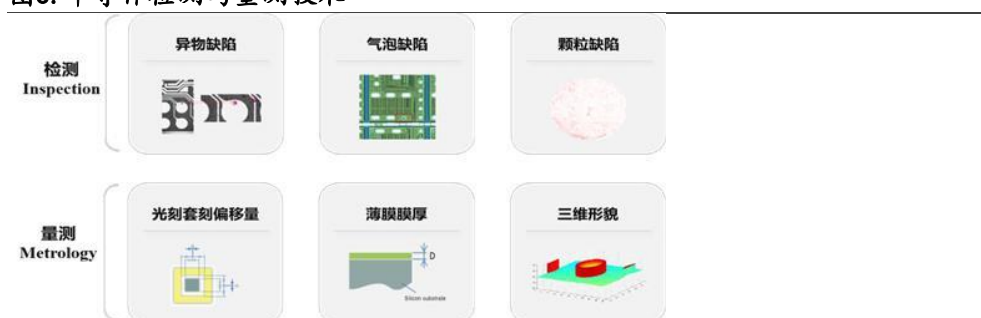 异物缺陷
气泡缺陷
颗粒缺陷
检测
Inspection
光刻套刻偏移量
薄膜膜厚
三维形貌
量测
Metrology
D
Silicon substrate